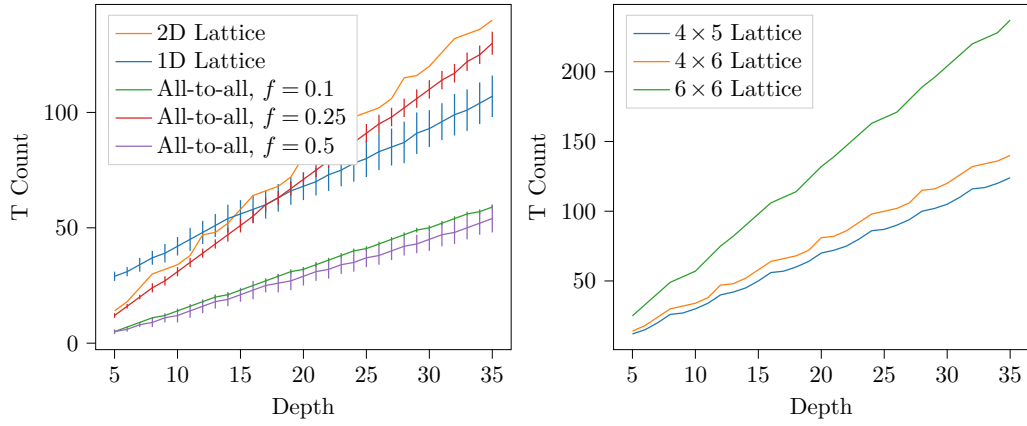 2D Lattice
1D Lattice
All-to-all, f = 0.1
All-to-all, f = 0.25
All-to-all, f = 0.5
T Count
100
50
0
5 10 15 20 25 30 35
Depth
4 × 5 Lattice
4 × 6 Lattice
6 × 6 Lattice
T Count
200
150
100
50
5 10 15 20 25 30 35
Depth